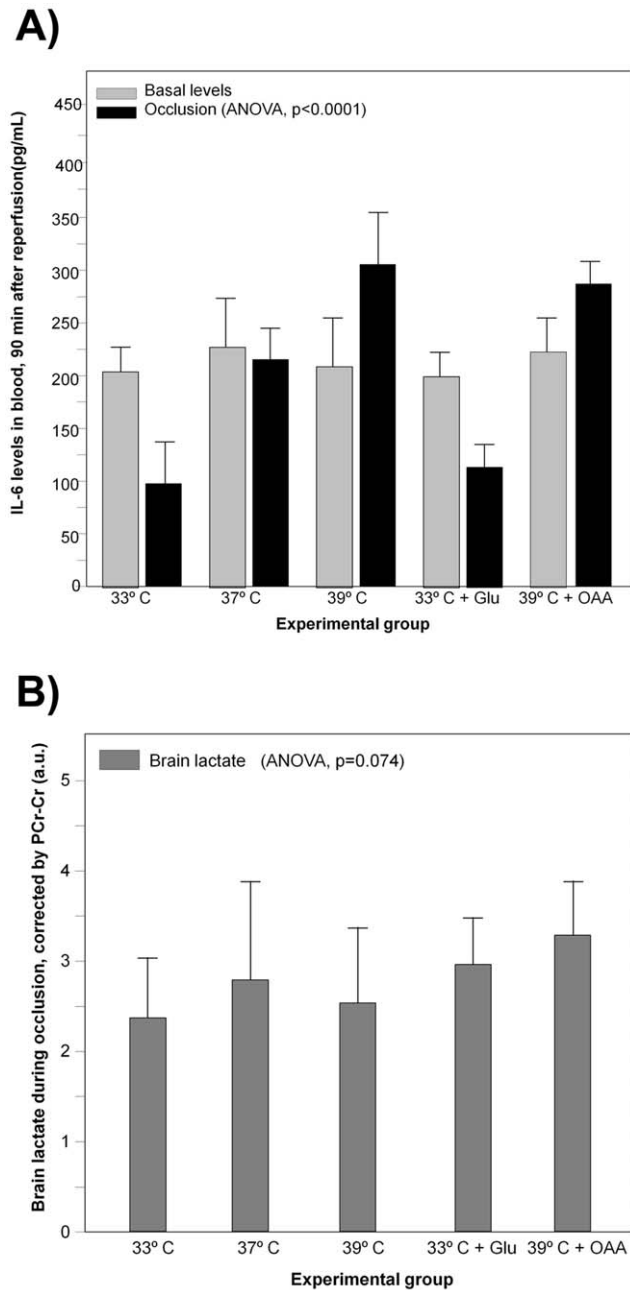 A)
Basal levels
Occlusion (ANOVA, p<0.0001)
IL-6 levels in blood, 90 min after reperfusion(pg/mL)
450
400
350
300
250
200
150
100
50
0
33º C 37º C 39º C 33º C + Glu 39º C + OAA
Experimental group
B)
Brain lactate (ANOVA, p=0.074)
Brain lactate during occlusion, corrected by PCr-Cr (a.u.)
5
4
3
2
1
0
33º C 37º C 39º C 33º C + Glu 39º C + OAA
Experimental group